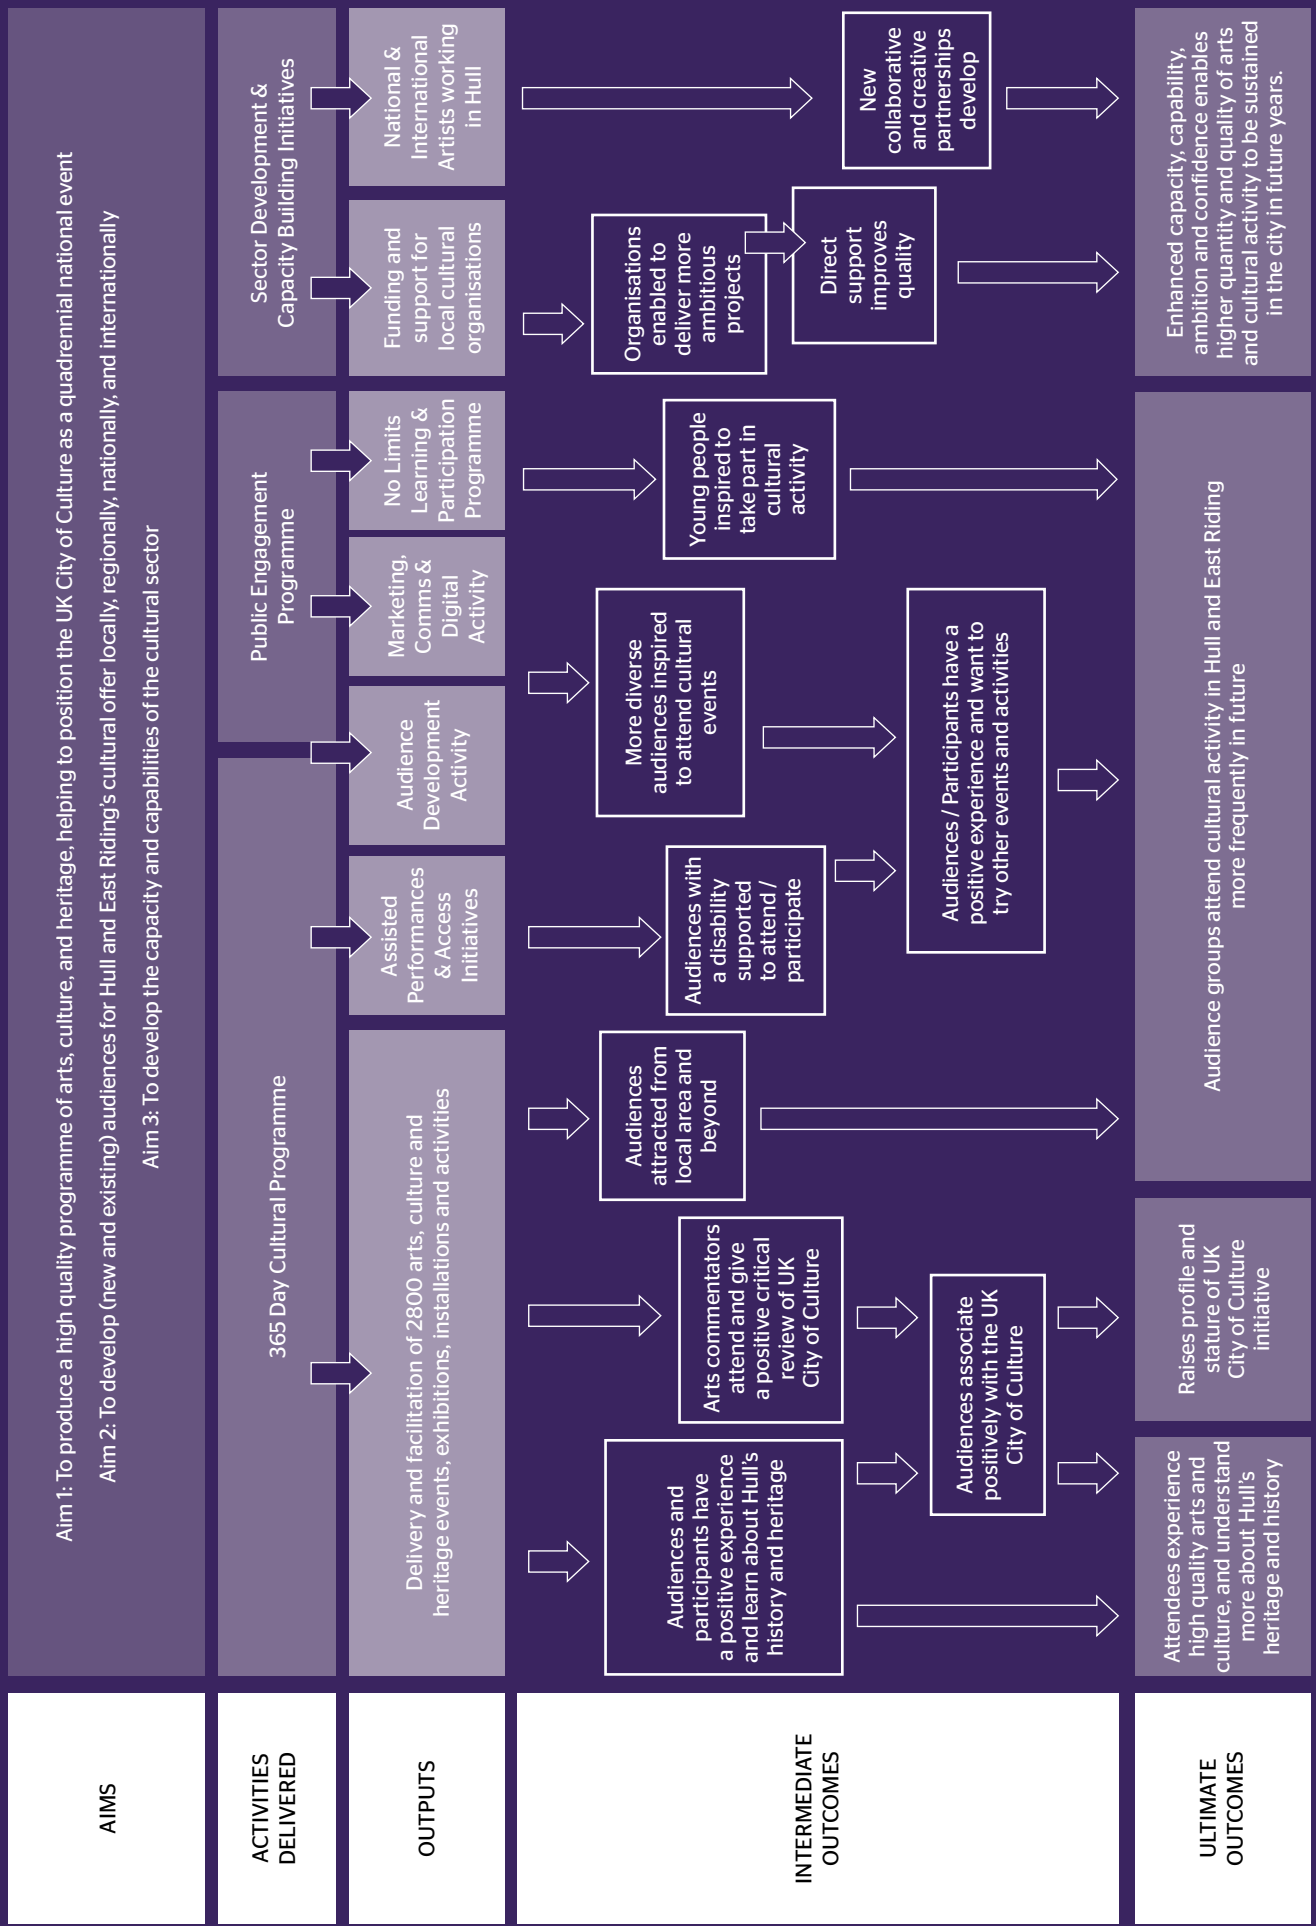 AIMS
Aim 1: To produce a high quality programme of arts, culture, and heritage, helping to position the UK City of Culture as a quadrennial national event
Aim 2: To develop (new and existing) audiences for Hull and East Riding's cultural offer locally, regionally, nationally, and internationally
Aim 3: To develop the capacity and capabilities of the cultural sector
ACTIVITIES
DELIVERED
365 Day Cultural Programme
Public Engagement
Programme
Sector Development &
Capacity Building Initiatives
OUTPUTS
Delivery and facilitation of 2800 arts, culture and
heritage events, exhibitions, installations and activities
Assisted
Performances
& Access
Initiatives
Audience
Development
Activity
Marketing,
Comms &
Digital
Activity
No Limits
Learning &
Participation
Programme
Funding and
support for
local cultural
organisations
National &
International
Artists working
in Hull
INTERMEDIATE
OUTCOMES
Audiences and
participants have
a positive experience
and learn about Hull's
history and heritage
Arts commentators
attend and give
a positive critical
review of UK
City of Culture
Audiences associate
positively with the UK
City of Culture
Audiences
attracted from
local area and
beyond
Audiences with
a disability
supported
to attend /
participate
More diverse
audiences inspired
to attend cultural
events
Audiences / Participants have a
positive experience and want to
try other events and activities
Young people
inspired to
take part in
cultural
activity
Organisations
enabled to
deliver more
ambitious
projects
Direct
support
improves
quality
New
collaborative
and creative
partnerships
develop
ULTIMATE
OUTCOMES
Attendees experience
high quality arts and
culture, and understand
more about Hull's
heritage and history
Raises profile and
stature of UK
City of Culture
initiative
Audience groups attend cultural activity in Hull and East Riding
more frequently in future
Enhanced capacity, capability,
ambition and confidence enables
higher quantity and quality of arts
and cultural activity to be sustained
in the city in future years.